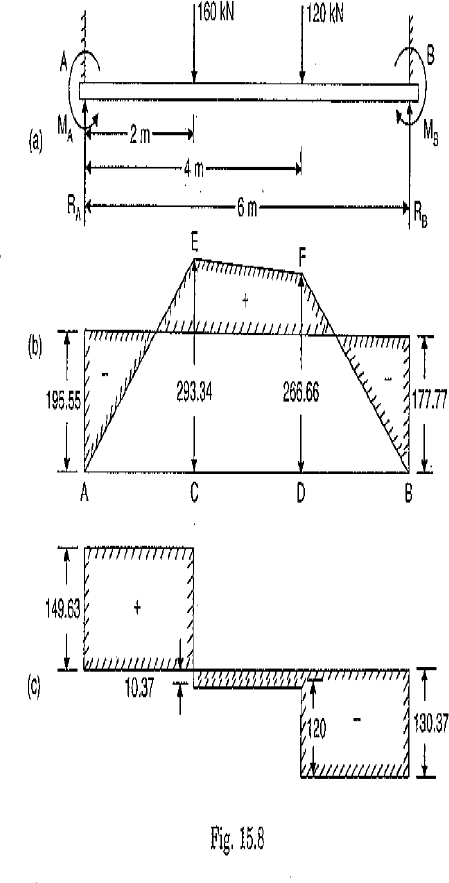 160 kN 120 kN
A B
M_A M_B
(a)
2 m
4 m
6 m
R_A R_B
E F
+
(b) - -
195.55 293.34 266.66 177.77
A C D B
149.63 +
(c) 10.37 120 - 130.37
Fig. 15.8